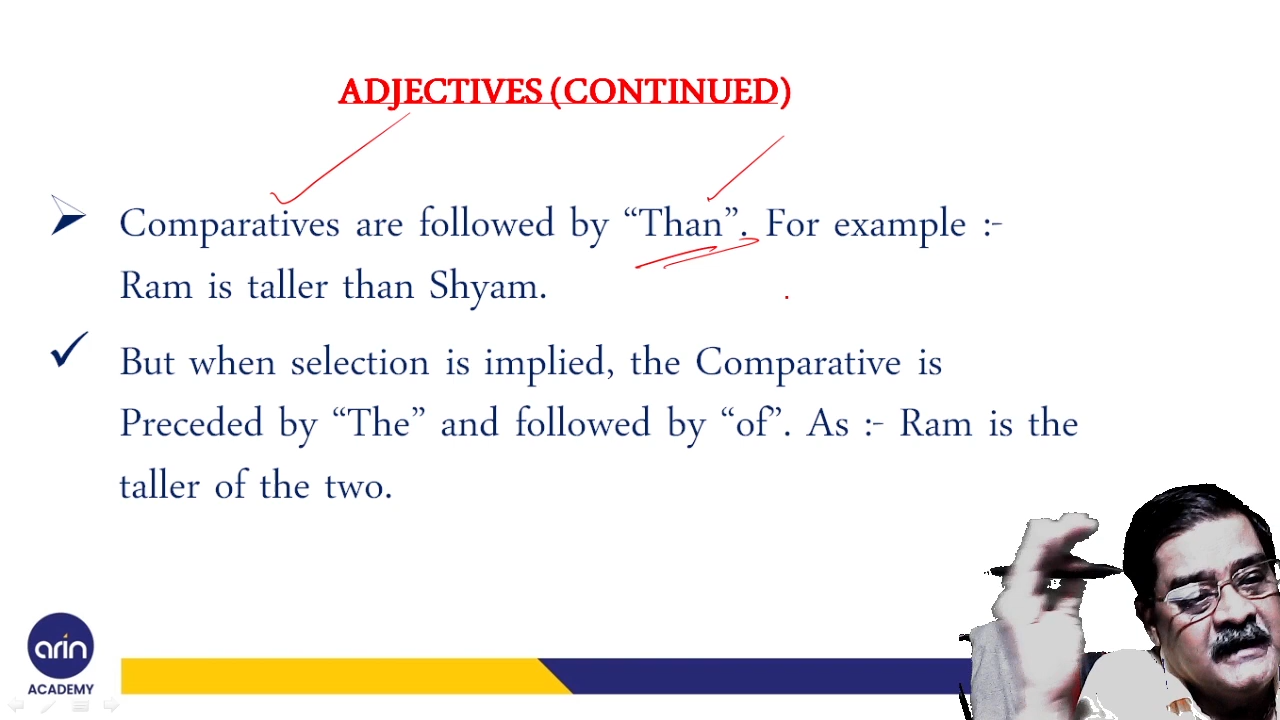 ADJECTIVES (CONTINUED)
Comparatives are followed by “Than”. For example :-
Ram is taller than Shyam.
But when selection is implied, the Comparative is
Preceded by “The” and followed by “of”. As :- Ram is the
taller of the two.
arin
ACADEMY